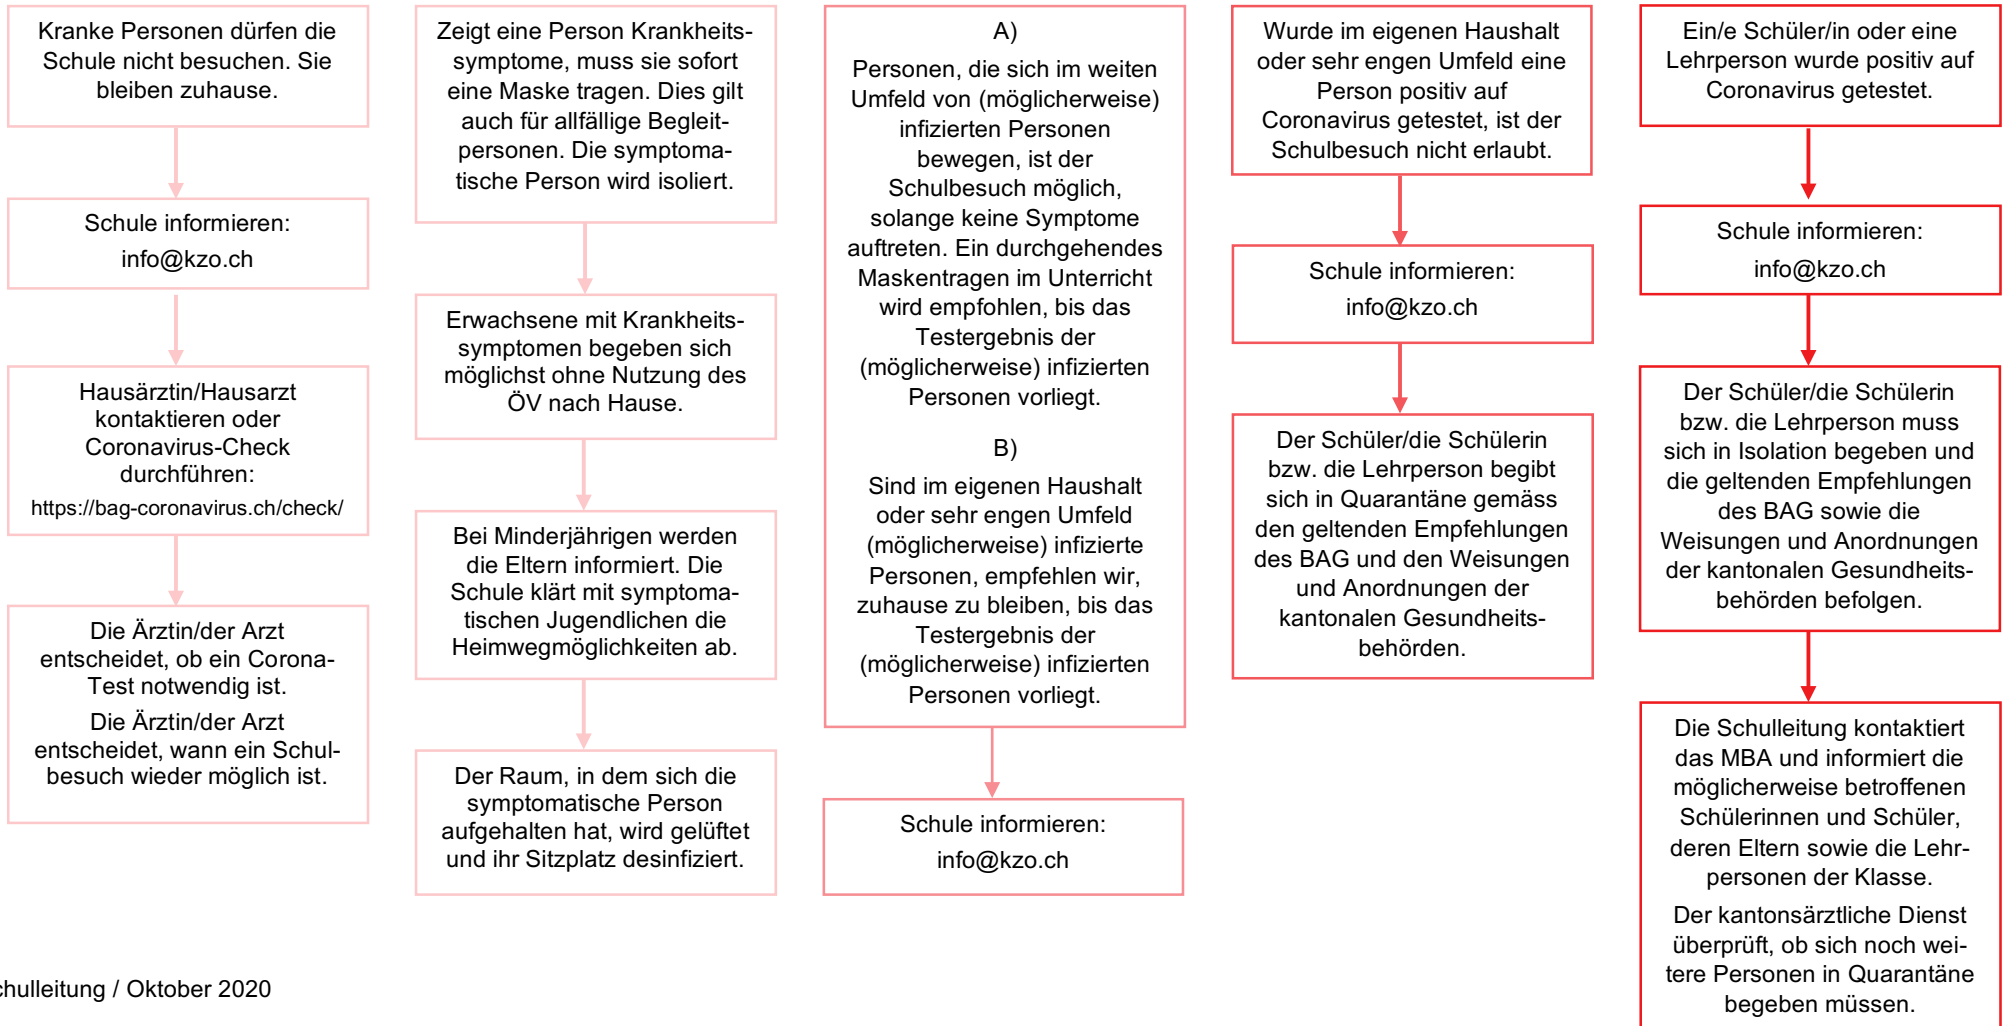 Kranke Personen dürfen die
Schule nicht besuchen. Sie
bleiben zuhause.
Schule informieren:
info@kzo.ch
Hausärztin/Hausarzt
kontaktieren oder
Coronavirus-Check
durchführen:
https://bag-coronavirus.ch/check/
Die Ärztin/der Arzt
entscheidet, ob ein Corona-
Test notwendig ist.
Die Ärztin/der Arzt
entscheidet, wann ein Schul-
besuch wieder möglich ist.
Zeigt eine Person Krankheits-
symptome, muss sie sofort
eine Maske tragen. Dies gilt
auch für allfällige Begleit-
personen. Die symptoma-
tische Person wird isoliert.
Erwachsene mit Krankheits-
symptomen begeben sich
möglichst ohne Nutzung des
ÖV nach Hause.
Bei Minderjährigen werden
die Eltern informiert. Die
Schule klärt mit symptoma-
tischen Jugendlichen die
Heimwegmöglichkeiten ab.
Der Raum, in dem sich die
symptomatische Person
aufgehalten hat, wird gelüftet
und ihr Sitzplatz desinfiziert.
A)
Personen, die sich im weiten
Umfeld von (möglicherweise)
infizierten Personen
bewegen, ist der
Schulbesuch möglich,
solange keine Symptome
auftreten. Ein durchgehendes
Maskentragen im Unterricht
wird empfohlen, bis das
Testergebnis der
(möglicherweise) infizierten
Personen vorliegt.
B)
Sind im eigenen Haushalt
oder sehr engen Umfeld
(möglicherweise) infizierte
Personen, empfehlen wir,
zuhause zu bleiben, bis das
Testergebnis der
(möglicherweise) infizierten
Personen vorliegt.
Schule informieren:
info@kzo.ch
Wurde im eigenen Haushalt
oder sehr engen Umfeld eine
Person positiv auf
Coronavirus getestet, ist der
Schulbesuch nicht erlaubt.
Schule informieren:
info@kzo.ch
Der Schüler/die Schülerin
bzw. die Lehrperson begibt
sich in Quarantäne gemäss
den geltenden Empfehlungen
des BAG und den Weisungen
und Anordnungen der
kantonalen Gesundheits-
behörden.
Ein/e Schüler/in oder eine
Lehrperson wurde positiv auf
Coronavirus getestet.
Schule informieren:
info@kzo.ch
Der Schüler/die Schülerin
bzw. die Lehrperson muss
sich in Isolation begeben und
die geltenden Empfehlungen
des BAG sowie die
Weisungen und Anordnungen
der kantonalen Gesundheits-
behörden befolgen.
Die Schulleitung kontaktiert
das MBA und informiert die
möglicherweise betroffenen
Schülerinnen und Schüler,
deren Eltern sowie die Lehr-
personen der Klasse.
Der kantonsärztliche Dienst
überprüft, ob sich noch wei-
tere Personen in Quarantäne
begeben müssen.
chulleitung / Oktober 2020